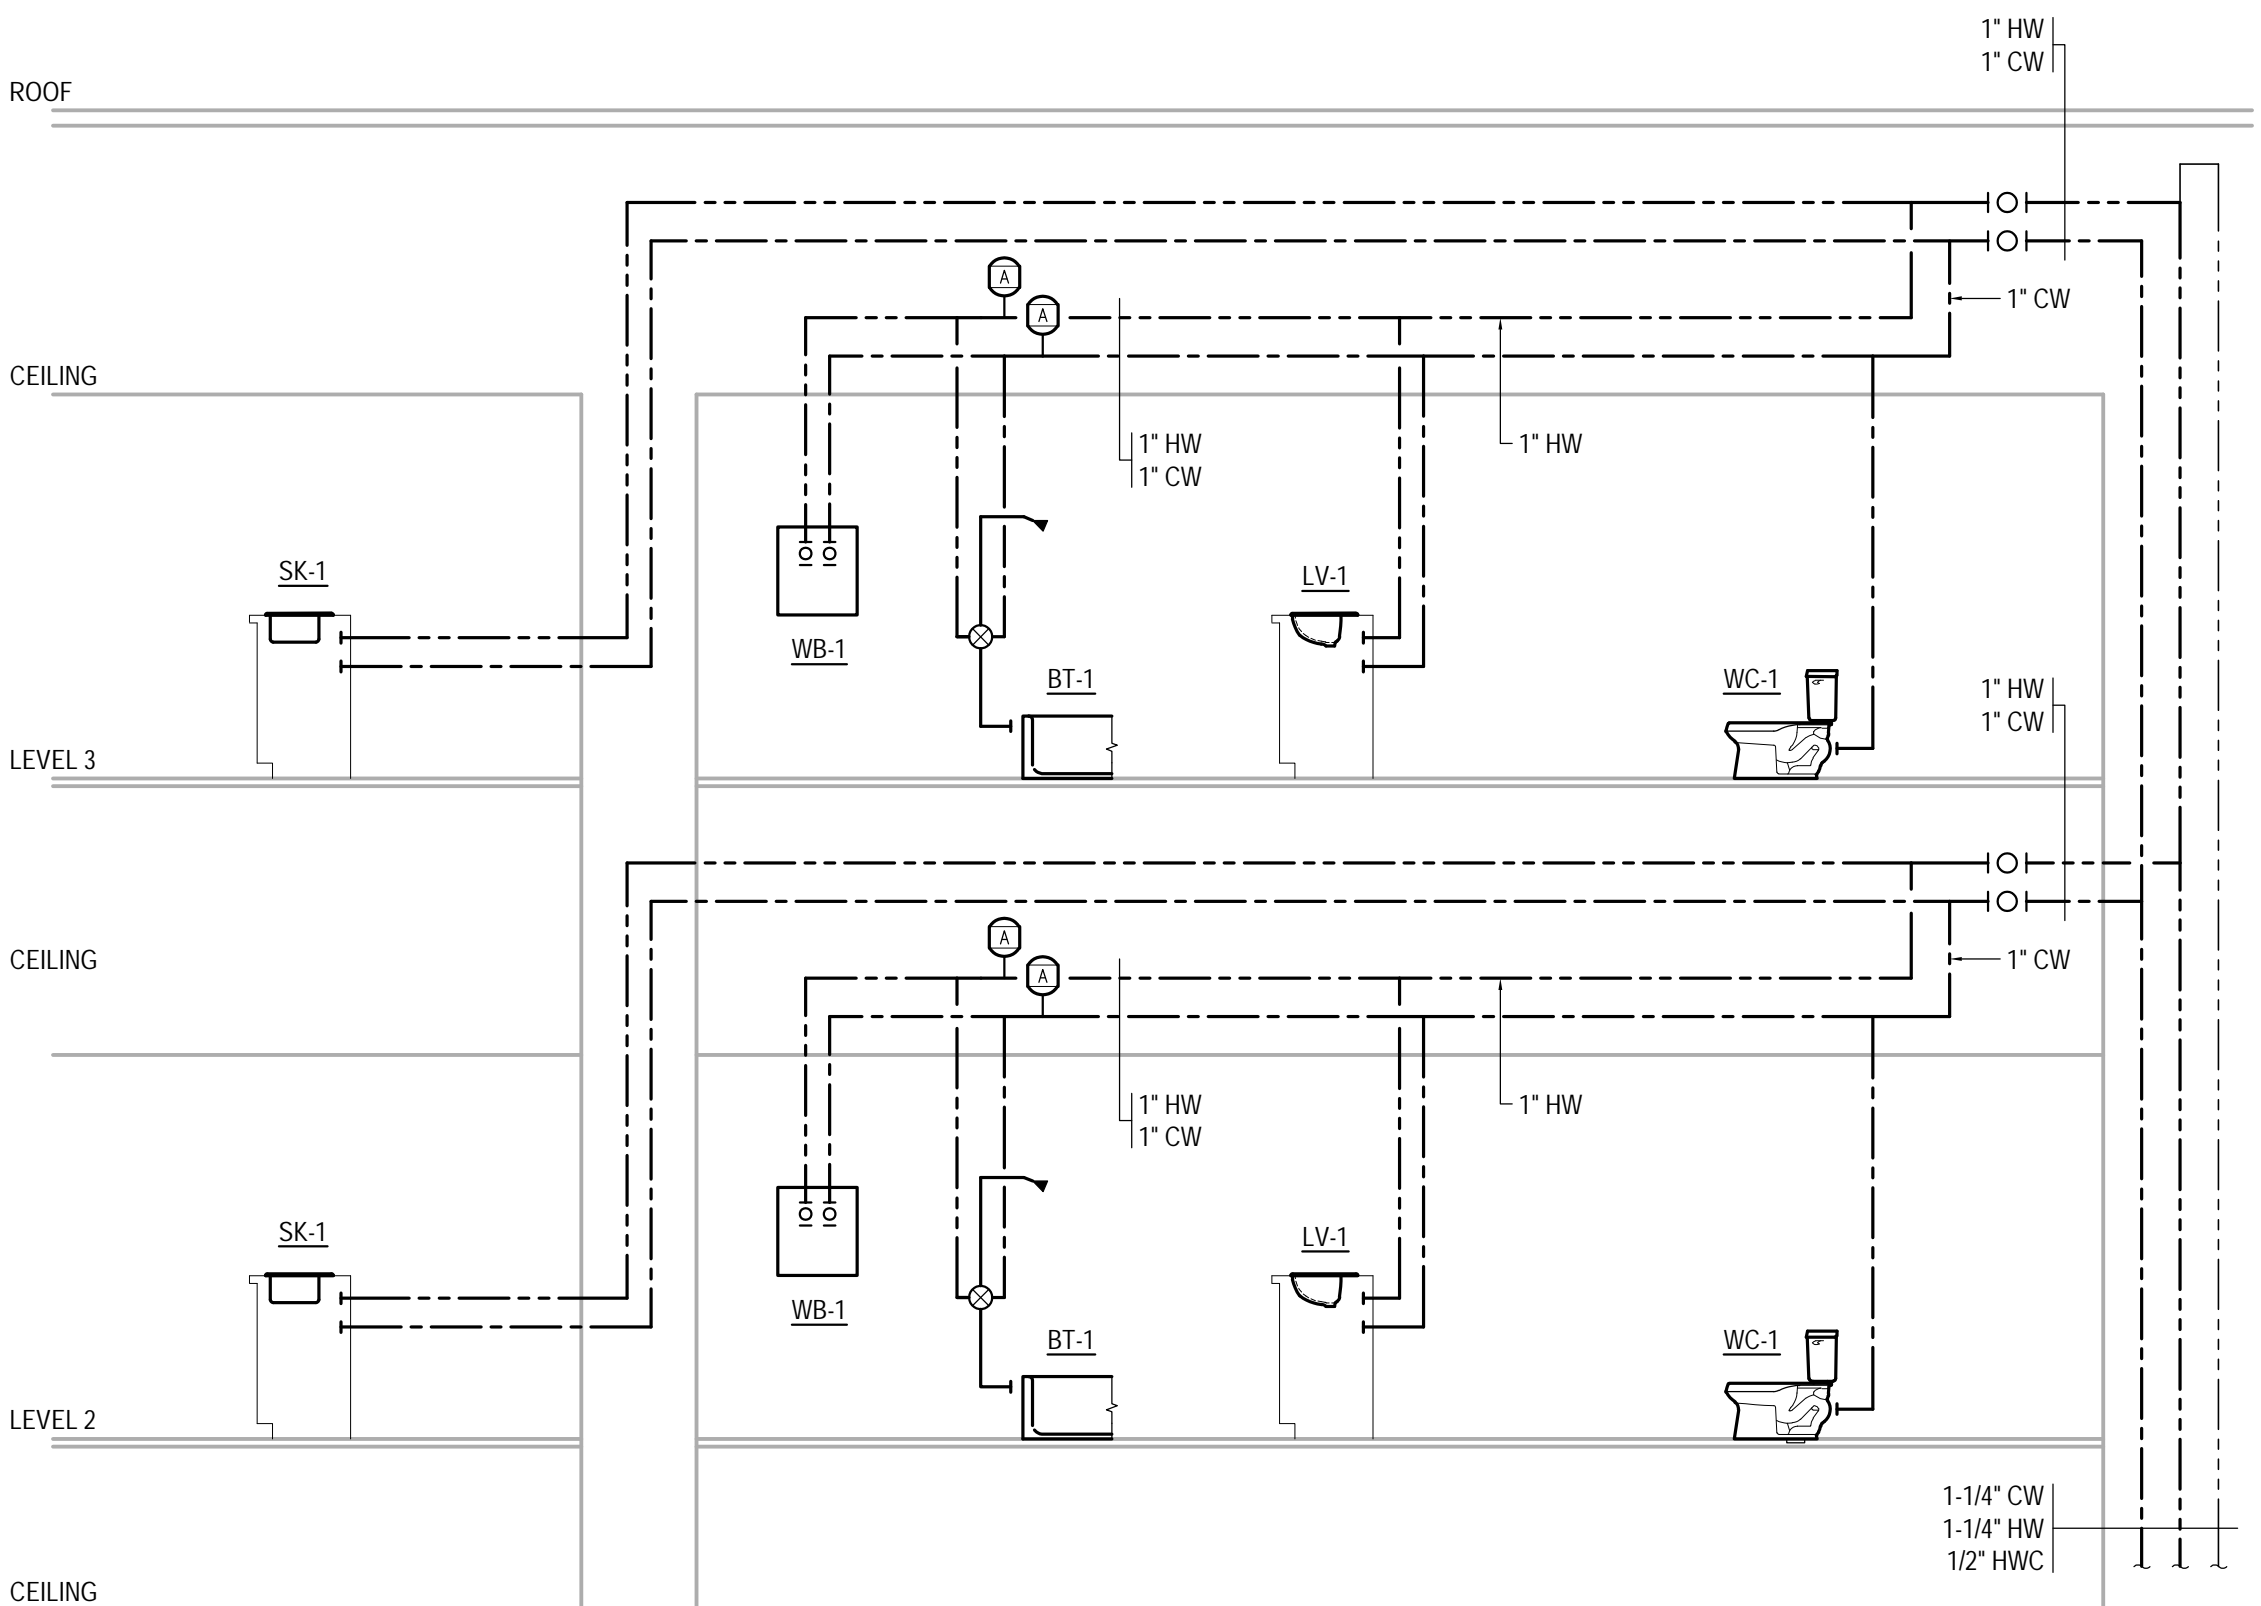 1" HW
1" CW
ROOF
A
A
1" CW
CEILING
1" HW
1" CW
1" HW
SK-1
LV-1
WB-1
BT-1
WC-1
1" HW
1" CW
LEVEL 3
A
A
CEILING
1" CW
1" HW
1" CW
1" HW
SK-1
LV-1
WB-1
BT-1
WC-1
LEVEL 2
1-1/4" CW
1-1/4" HW
1/2" HWC
CEILING